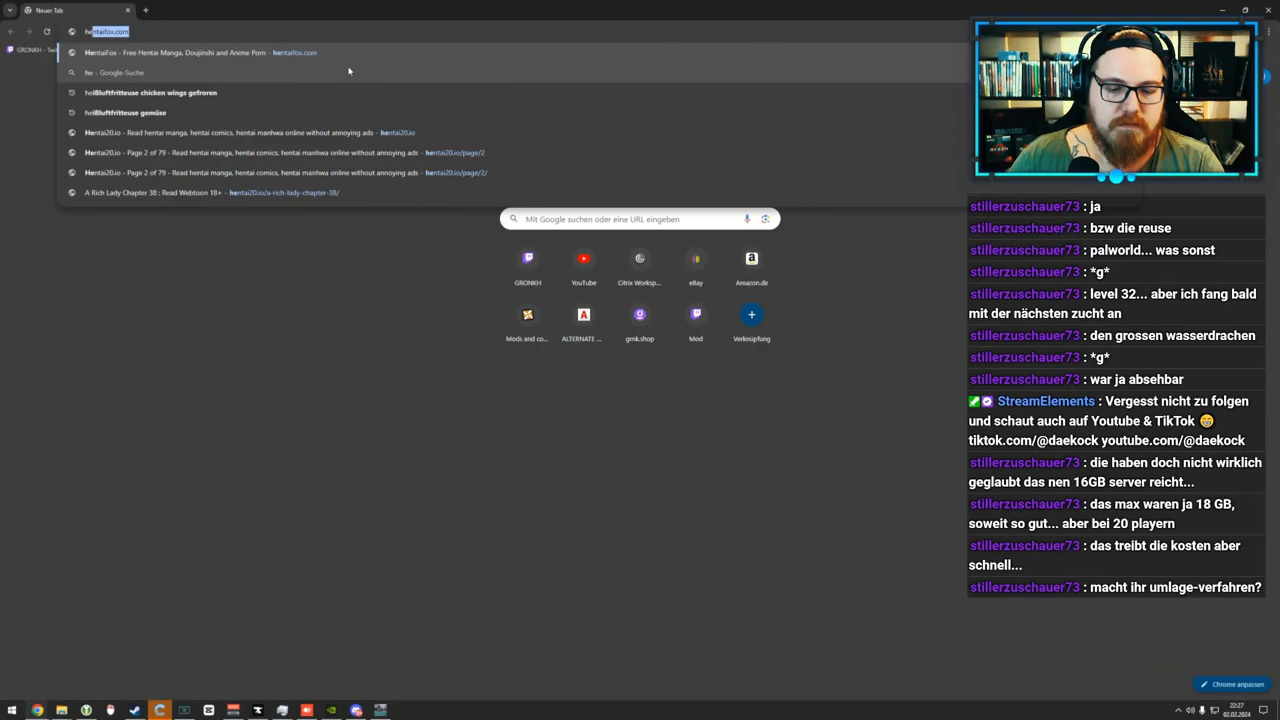 Neuer Tab
hentaifox.com
GRONKH - Twi
HentaiFox - Free Hentai Manga, Doujinshi and Anime Porn - hentaifox.com
he - Google-Suche
heißluftfritteuse chicken wings gefroren
heißluftfritteuse gemüse
Hentai20.io - Read hentai manga, hentai comics, hentai manhwa online without annoying ads - hentai20.io
Hentai20.io - Page 2 of 79 - Read hentai manga, hentai comics, hentai manhwa online without annoying ads - hentai20.io/page/2
Hentai20.io - Page 2 of 79 - Read hentai manga, hentai comics, hentai manhwa online without annoying ads - hentai20.io/page/2/
A Rich Lady Chapter 38 : Read Webtoon 18+ - hentai20.io/a-rich-lady-chapter-38/
Mit Google suchen oder eine URL eingeben
GRONKH YouTube Citrix Worksp... eBay Amazon.de
Mods and co... ALTERNATE ... grnk.shop Mod Verknüpfung
stillerzuschauer73 : ja
stillerzuschauer73 : bzw die reuse
stillerzuschauer73 : palworld... was sonst
stillerzuschauer73 : *g*
stillerzuschauer73 : level 32... aber ich fang bald
mit der nächsten zucht an
stillerzuschauer73 : den grossen wasserdrachen
stillerzuschauer73 : *g*
stillerzuschauer73 : war ja absehbar
StreamElements : Vergesst nicht zu folgen
und schaut auch auf Youtube & TikTok 😁
tiktok.com/@daekock youtube.com/@daekock
stillerzuschauer73 : die haben doch nicht wirklich
geglaubt das nen 16GB server reicht...
stillerzuschauer73 : das max waren ja 18 GB,
soweit so gut... aber bei 20 playern
stillerzuschauer73 : das treibt die kosten aber
schnell...
stillerzuschauer73 : macht ihr umlage-verfahren?
Chrome anpassen
22:27
02.02.2024